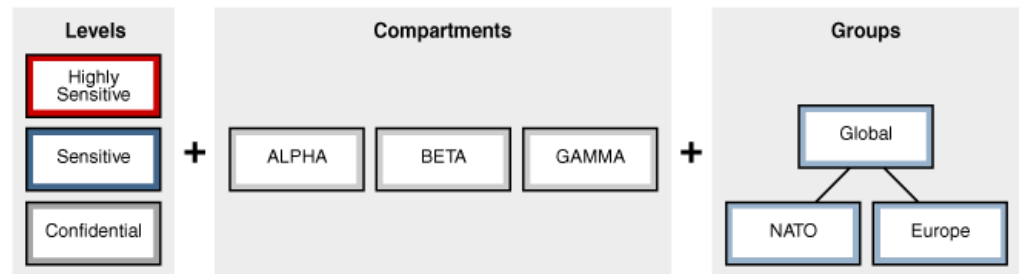 Levels
Highly
Sensitive
Sensitive
Confidential
+
Compartments
ALPHA
BETA
GAMMA
+
Groups
Global
NATO
Europe